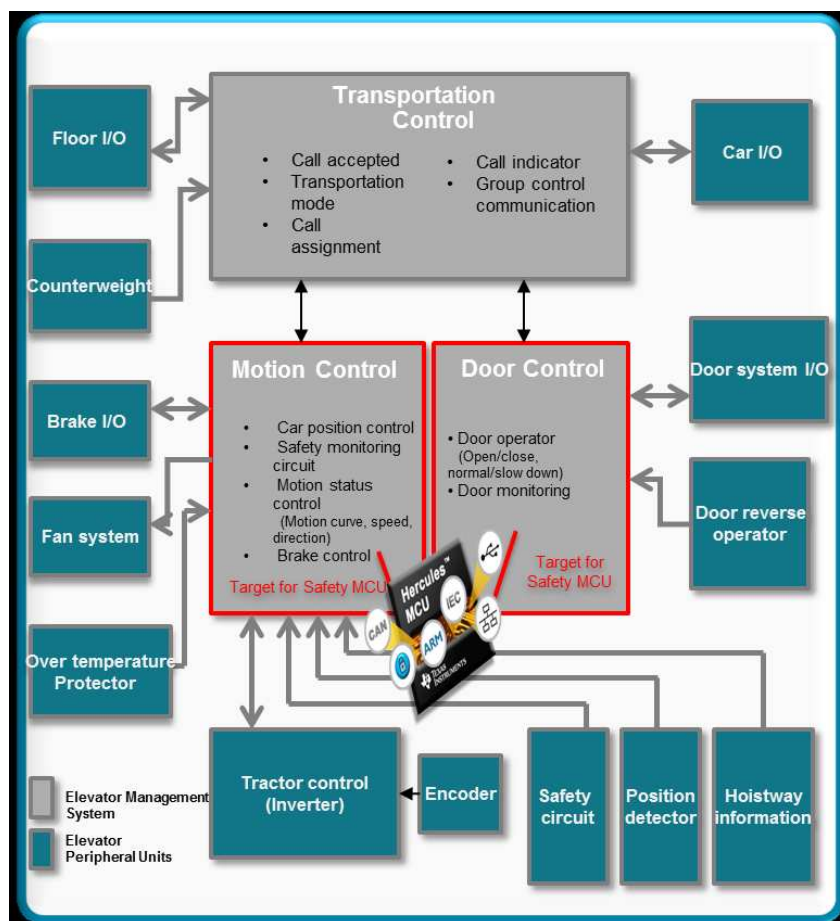 Transportation
Control
• Call accepted
• Transportation
mode
• Call
assignment
• Call indicator
• Group control
communication
Floor I/O
Car I/O
Counterweight
Motion Control
• Car position control
• Safety monitoring
circuit
• Motion status
control
(Motion curve, speed,
direction)
• Brake control
Target for Safety MCU
Door Control
• Door operator
(Open/close,
normal/slow down)
• Door monitoring
Target for
Safety MCU
Door system I/O
Brake I/O
Door reverse
operator
Fan system
Hercules™
MCU
CAN
ARM
IEC
TEXAS
INSTRUMENTS
Over temperature
Protector
Tractor control
(Inverter)
Encoder
Safety
circuit
Position
detector
Hoistway
information
Elevator Management
System
Elevator
Peripheral Units